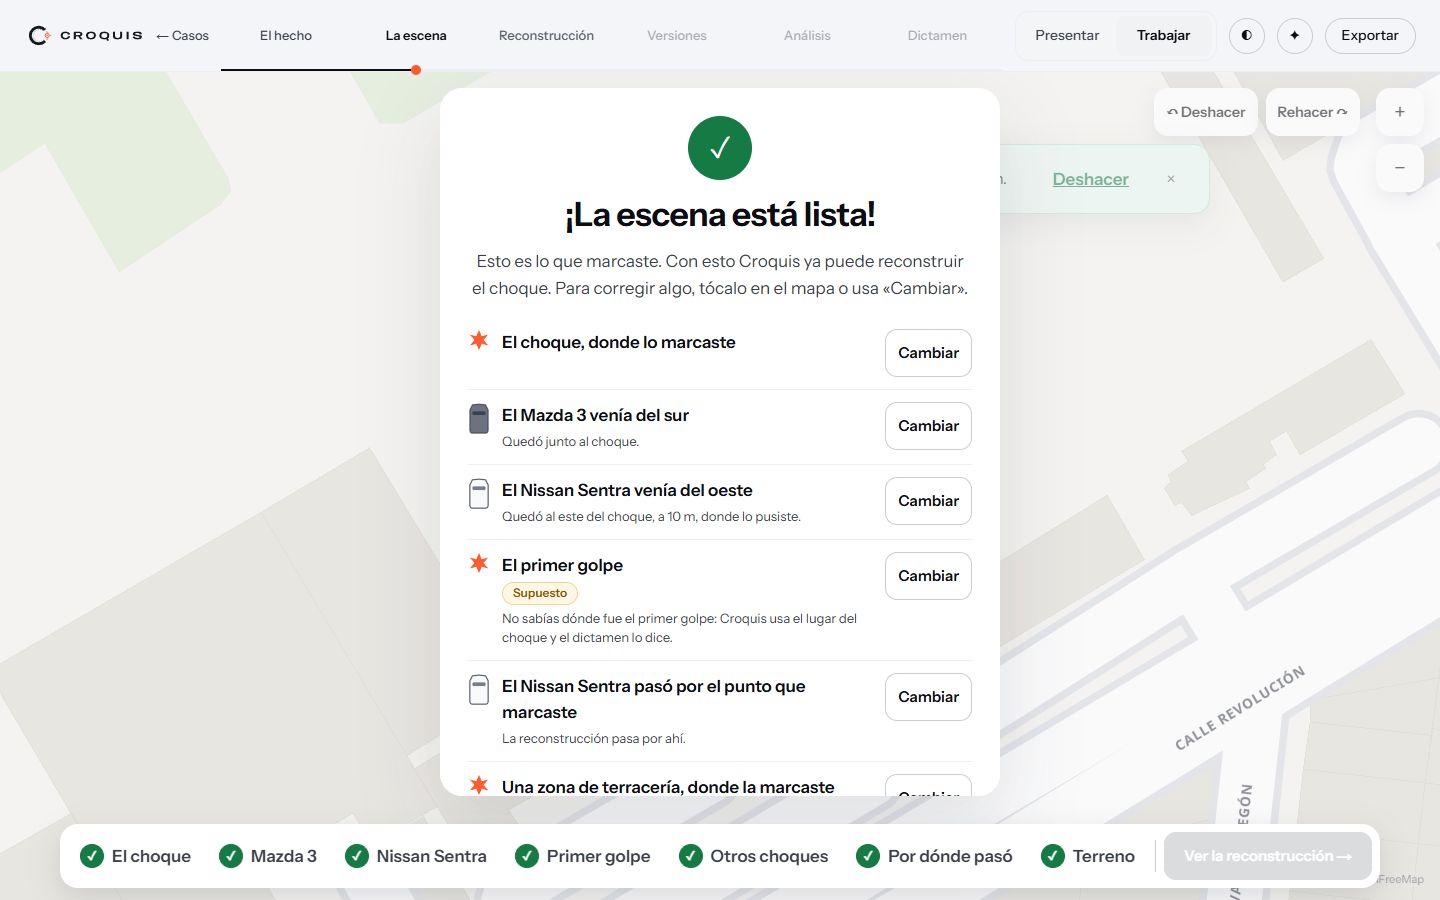 CROQUIS
← Casos
El hecho
La escena
Reconstrucción
Versiones
Análisis
Dictamen
Presentar
Trabajar
Exportar
Deshacer
Rehacer
+
−
Deshacer
×
¡La escena está lista!
Esto es lo que marcaste. Con esto Croquis ya puede reconstruir
el choque. Para corregir algo, tócalo en el mapa o usa «Cambiar».
El choque, donde lo marcaste
Cambiar
El Mazda 3 venía del sur
Quedó junto al choque.
Cambiar
El Nissan Sentra venía del oeste
Quedó al este del choque, a 10 m, donde lo pusiste.
Cambiar
El primer golpe
Supuesto
No sabías dónde fue el primer golpe: Croquis usa el lugar del
choque y el dictamen lo dice.
Cambiar
El Nissan Sentra pasó por el punto que
marcaste
La reconstrucción pasa por ahí.
Cambiar
Una zona de terracería, donde la marcaste
Cambiar
CALLE REVOLUCIÓN
El choque
Mazda 3
Nissan Sentra
Primer golpe
Otros choques
Por dónde pasó
Terreno
Ver la reconstrucción →
FreeMap